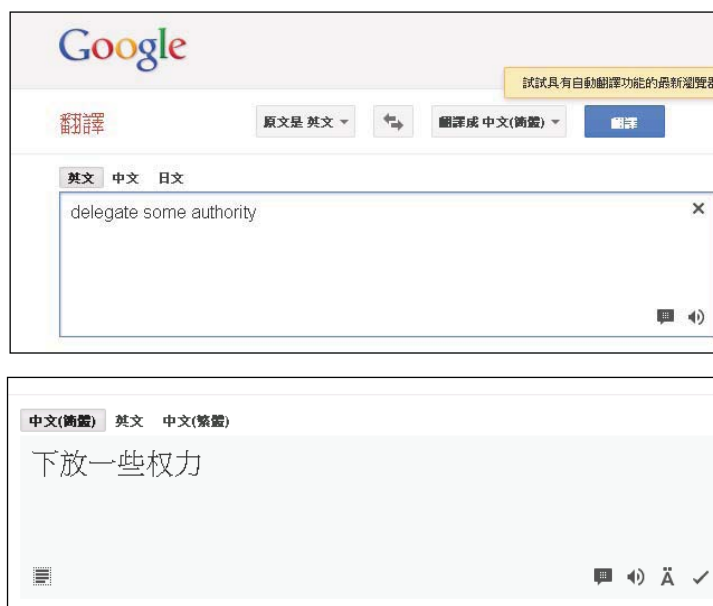 Google
試試具有自動翻譯功能的最新瀏覽器
翻譯
原文是 英文
翻譯成 中文(簡體)
翻譯
英文 中文 日文
delegate some authority
中文(簡體) 英文 中文(繁體)
下放一些权力
Ä